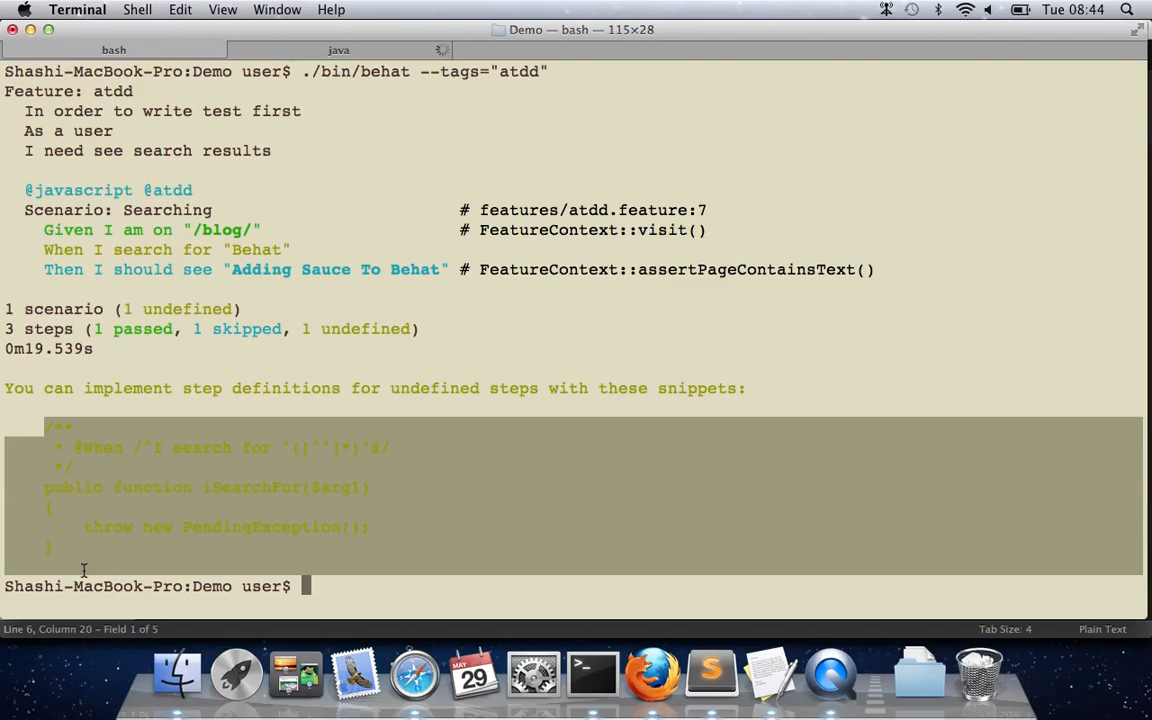 Terminal Shell Edit View Window Help Tue 08:44
Demo — bash — 115×28
bash java
Shashi-MacBook-Pro:Demo user$ ./bin/behat --tags="atdd"
Feature: atdd
In order to write test first
As a user
I need see search results
@javascript @atdd
Scenario: Searching # features/atdd.feature:7
Given I am on "/blog/" # FeatureContext::visit()
When I search for "Behat"
Then I should see "Adding Sauce To Behat" # FeatureContext::assertPageContainsText()
1 scenario (1 undefined)
3 steps (1 passed, 1 skipped, 1 undefined)
0m19.539s
You can implement step definitions for undefined steps with these snippets:
/**
* @When /^I search for "([^"]*)"$/
*/
public function iSearchFor($arg1)
{
throw new PendingException();
}
Shashi-MacBook-Pro:Demo user$
Line 6, Column 20 – Field 1 of 5 Tab Size: 4 Plain Text
MAY
29